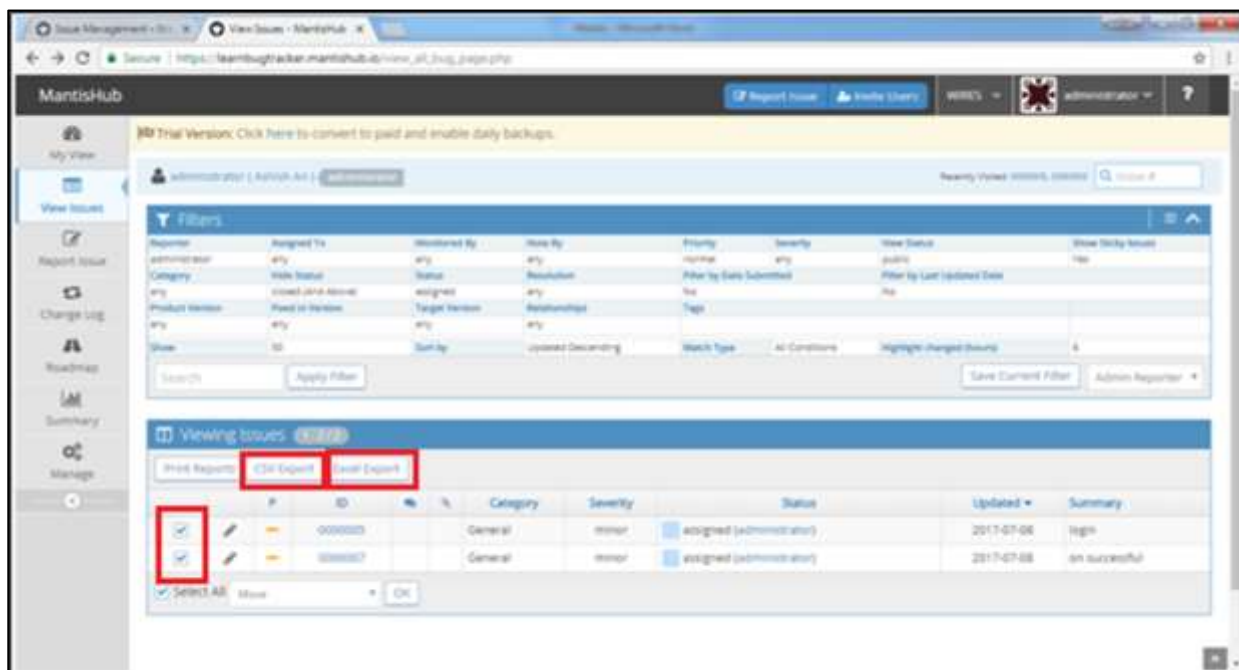 Issue Management
View Issues - MantisHub
Secure https://learnbugtracker.mantishub.io/view_all_bug_page.php
MantisHub
Report Issue Invite Users WIRES administrator ?
My View
Trial Version: Click here to convert to paid and enable daily backups.
administrator administrator
Recently Visited:
Issue #
View Issues
Filters
Reporter Assigned To Monitored By Note By Priority Severity View Status Show Sticky Issues
administrator any any any normal any public Yes
Report Issue
Category Hide Status Status Resolution Filter by Date Submitted Filter by Last Updated Date
any closed (And Above) assigned any No No
Change Log
Product Version Fixed in Version Target Version Relationships Tags
any any any any
Roadmap
Show 50 Sort by Updated Descending Match Type All Conditions Highlight changed (hours) 6
Search Apply Filter Save Current Filter Admin Reporter
Summary
Viewing Issues
Manage
Print Reports CSV Export Excel Export
P ID Category Severity Status Updated Summary
General minor assigned (administrator) 2017-07-08 login
0000007 General minor assigned (administrator) 2017-07-08 on successful
Select All Move OK